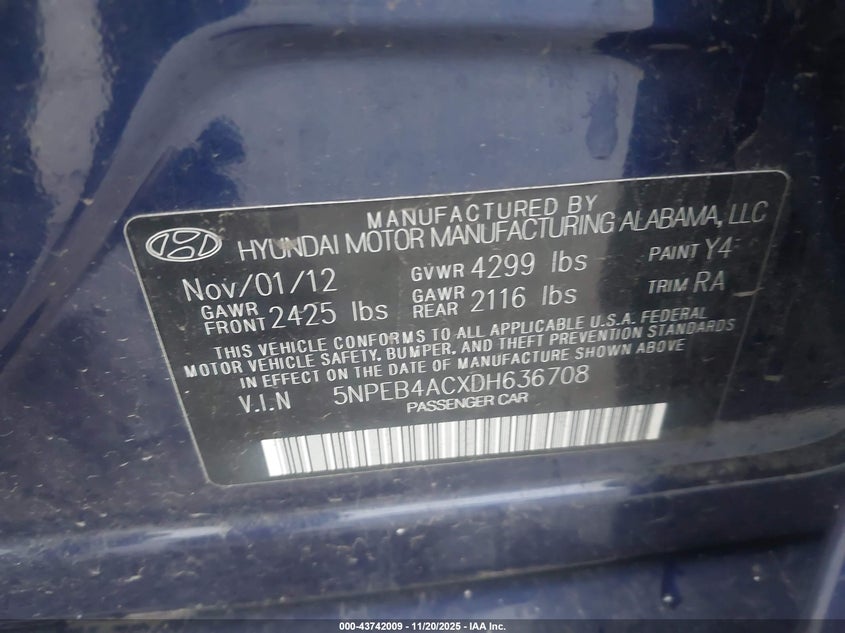 MANUFACTURED BY
HYUNDAI MOTOR MANUFACTURING ALABAMA, LLC
Nov/01/12 GVWR 4299 lbs PAINT Y4
GAWR FRONT 2425 lbs GAWR REAR 2116 lbs TRIM RA
THIS VEHICLE CONFORMS TO ALL APPLICABLE U.S.A. FEDERAL
MOTOR VEHICLE SAFETY, BUMPER, AND THEFT PREVENTION STANDARDS
IN EFFECT ON THE DATE OF MANUFACTURE SHOWN ABOVE
V.I.N 5NPEB4ACXDH636708
PASSENGER CAR
000-43742009 - 11/20/2025 - IAA Inc.